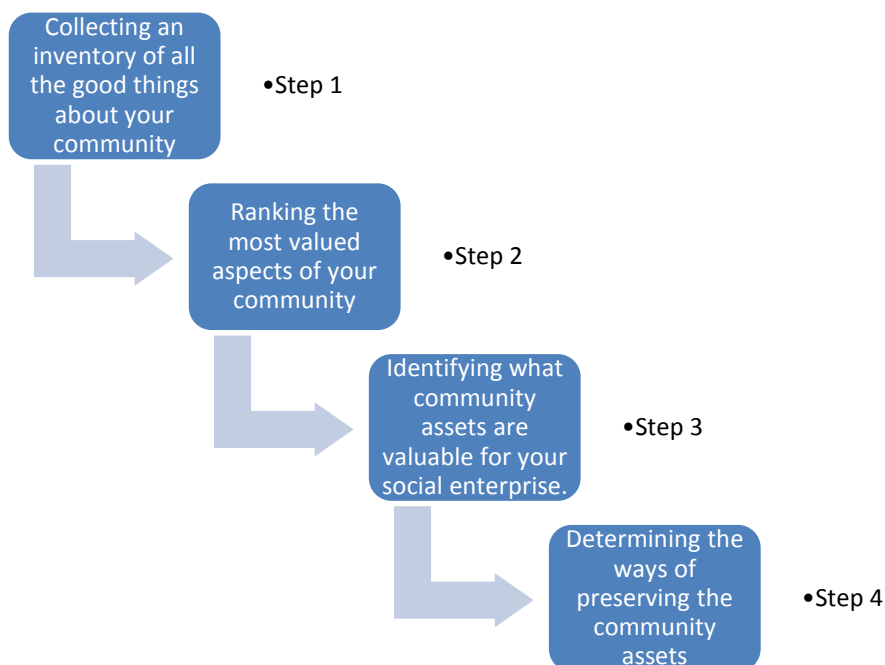 Collecting an
inventory of all
the good things
about your
community
•Step 1
Ranking the
most valued
aspects of your
community
•Step 2
Identifying what
community
assets are
valuable for your
social enterprise.
•Step 3
Determining the
ways of
preserving the
community
assets
•Step 4